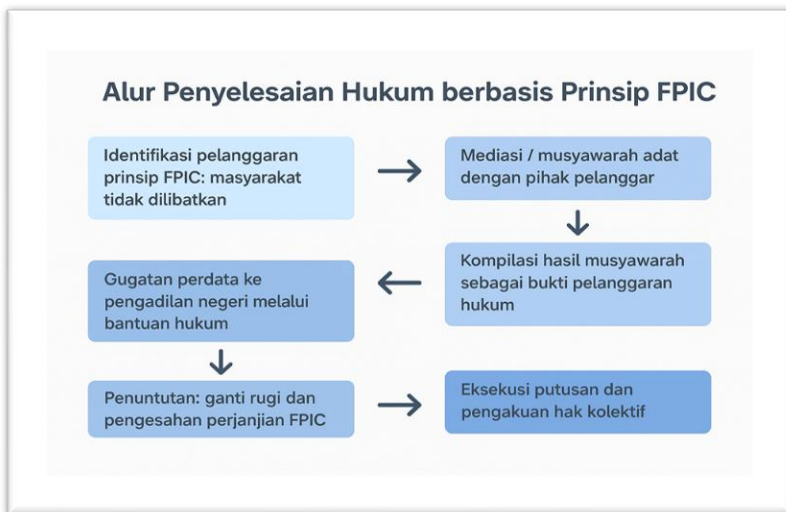 Alur Penyelesaian Hukum berbasis Prinsip FPIC
Identifikasi pelanggaran
prinsip FPIC: masyarakat
tidak dilibatkan
Mediasi / musyawarah adat
dengan pihak pelanggar
Kompilasi hasil musyawarah
sebagai bukti pelanggaran
hukum
Gugatan perdata ke
pengadilan negeri melalui
bantuan hukum
Penuntutan: ganti rugi dan
pengesahan perjanjian FPIC
Eksekusi putusan dan
pengakuan hak kolektif